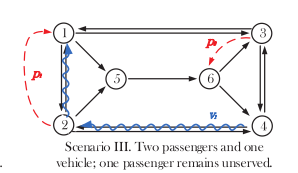 1
3
p₁
p₂
5
6
v₁
2
4
Scenario III. Two passengers and one
vehicle; one passenger remains unserved.